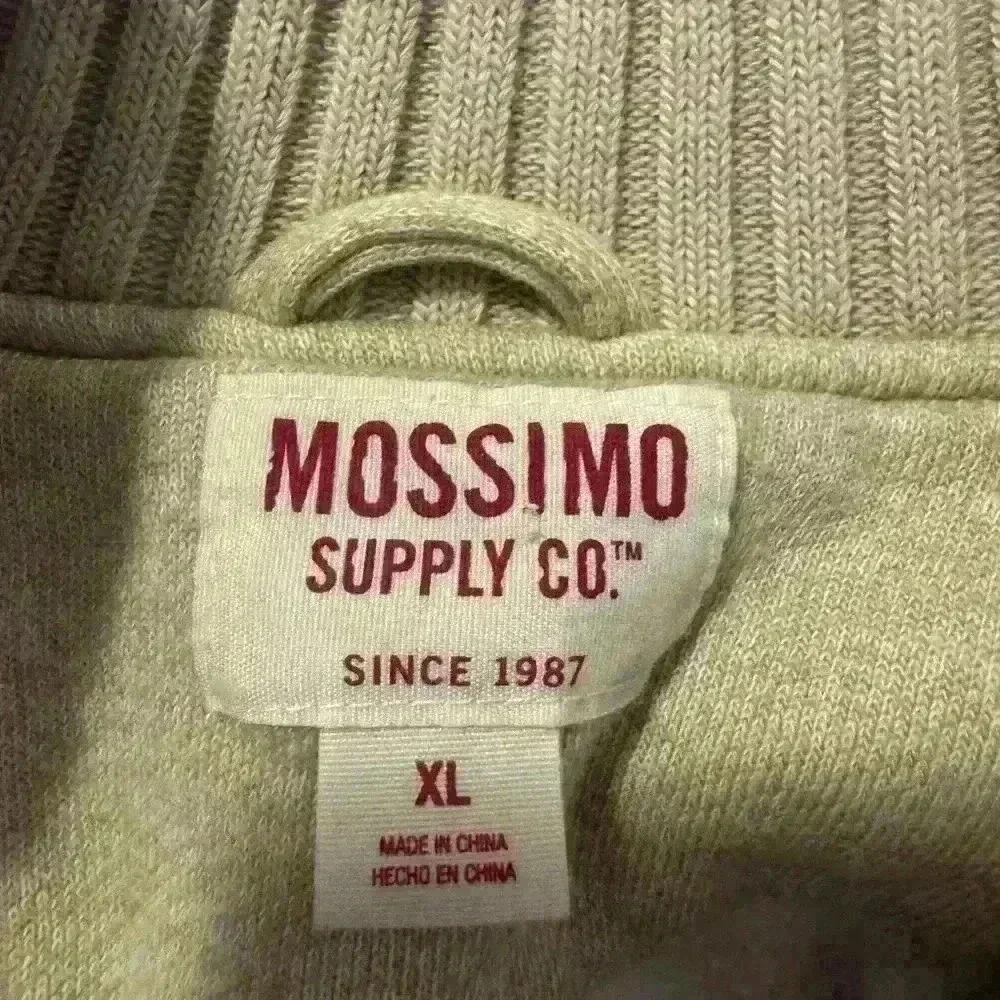 MOSSIMO
SUPPLY CO.™
SINCE 1987
XL
MADE IN CHINA
HECHO EN CHINA